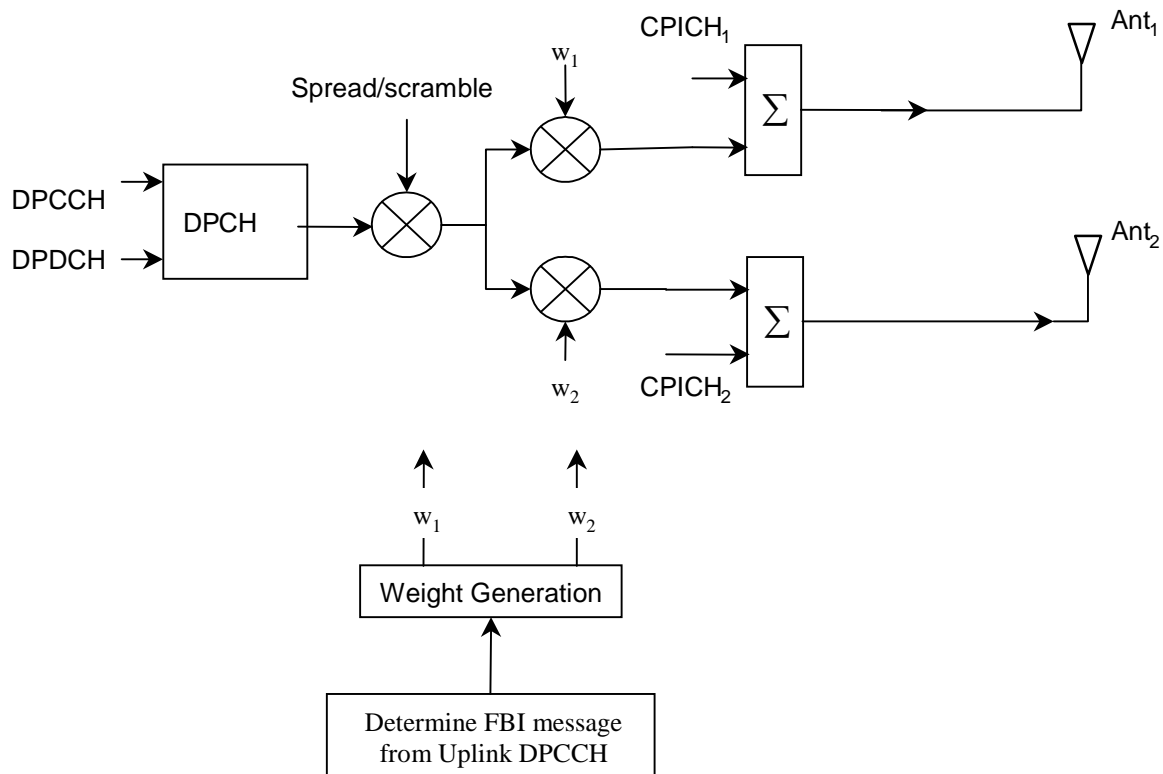 CPICH₁
Ant₁
w₁
Spread/scramble
Σ
DPCCH
DPCH
DPDCH
Ant₂
Σ
w₂
CPICH₂
w₁
w₂
Weight Generation
Determine FBI message
from Uplink DPCCH